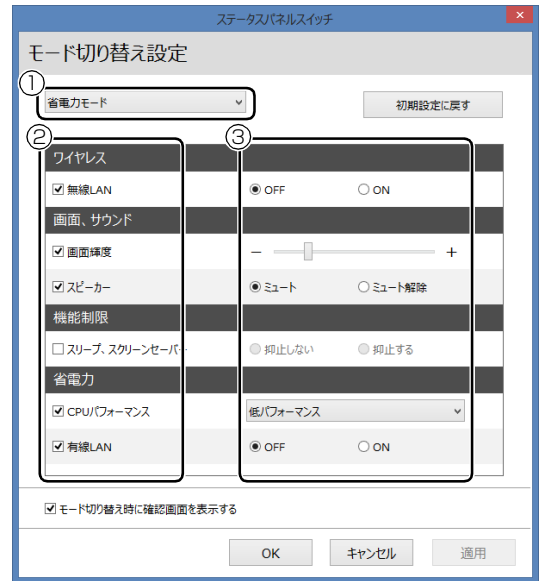 ステータスパネルスイッチ
×
モード切り替え設定
①
省電力モード
初期設定に戻す
②
③
ワイヤレス
無線LAN
OFF
ON
画面、サウンド
画面輝度
− +
スピーカー
ミュート
ミュート解除
機能制限
スリープ、スクリーンセーバー
抑止しない
抑止する
省電力
CPUパフォーマンス
低パフォーマンス
有線LAN
OFF
ON
モード切り替え時に確認画面を表示する
OK
キャンセル
適用